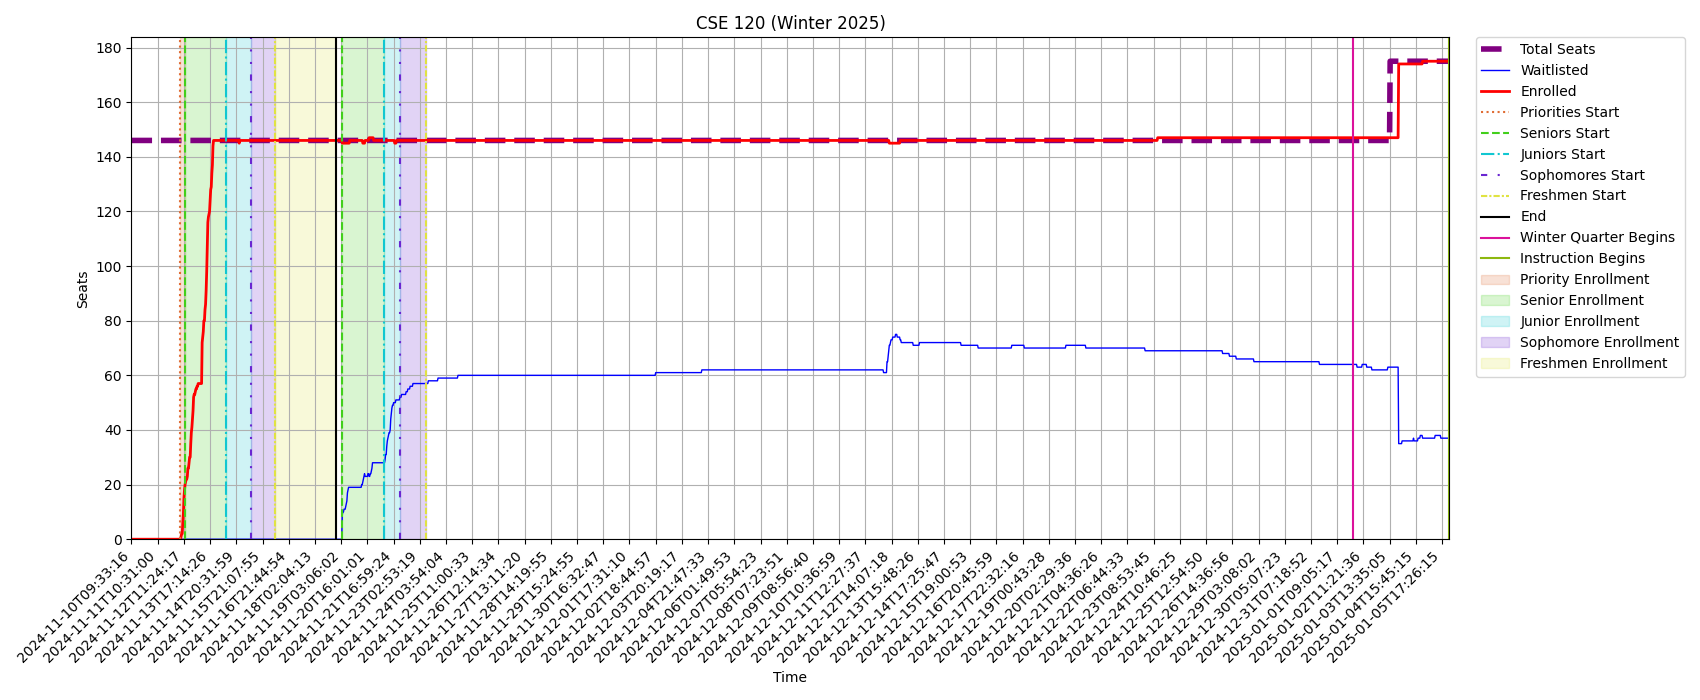 CSE 120 (Winter 2025)
Seats
180
160
140
120
100
80
60
40
20
0
2024-11-10T09:33:16
2024-11-11T10:31:00
2024-11-12T11:24:17
2024-11-13T17:14:26
2024-11-14T20:31:59
2024-11-15T21:07:55
2024-11-16T21:44:54
2024-11-18T02:04:13
2024-11-19T03:06:02
2024-11-20T16:01:01
2024-11-21T16:59:24
2024-11-23T02:53:19
2024-11-24T23:54:04
2024-11-25T11:00:33
2024-11-26T12:14:34
2024-11-27T13:11:20
2024-11-28T14:19:55
2024-11-29T15:24:55
2024-11-30T16:32:47
2024-12-01T17:31:10
2024-12-02T18:44:57
2024-12-03T20:19:17
2024-12-04T21:47:33
2024-12-06T01:49:53
2024-12-07T05:54:23
2024-12-08T07:23:51
2024-12-09T08:56:40
2024-12-10T10:36:59
2024-12-11T12:27:37
2024-12-12T14:07:18
2024-12-13T15:48:26
2024-12-14T17:25:47
2024-12-15T19:00:53
2024-12-16T20:45:59
2024-12-17T22:32:16
2024-12-19T00:43:28
2024-12-20T02:29:36
2024-12-21T04:36:26
2024-12-22T06:44:33
2024-12-23T08:53:45
2024-12-24T10:46:25
2024-12-25T12:54:50
2024-12-26T14:36:56
2024-12-29T03:08:02
2024-12-30T05:07:23
2024-12-31T07:18:52
2025-01-01T09:05:17
2025-01-02T11:21:36
2025-01-03T13:35:05
2025-01-04T15:45:15
2025-01-05T17:26:15
Time
Total Seats
Waitlisted
Enrolled
Priorities Start
Seniors Start
Juniors Start
Sophomores Start
Freshmen Start
End
Winter Quarter Begins
Instruction Begins
Priority Enrollment
Senior Enrollment
Junior Enrollment
Sophomore Enrollment
Freshmen Enrollment